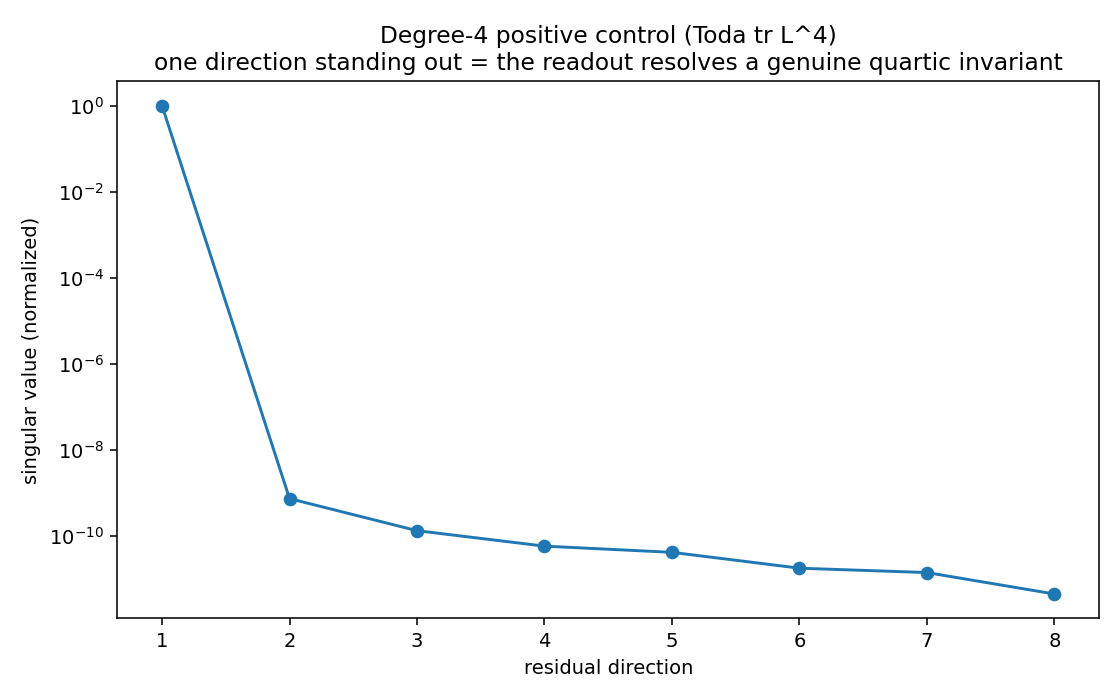 Degree-4 positive control (Toda tr L^4)
one direction standing out = the readout resolves a genuine quartic invariant
singular value (normalized)
10⁰
10⁻²
10⁻⁴
10⁻⁶
10⁻⁸
10⁻¹⁰
1 2 3 4 5 6 7 8
residual direction